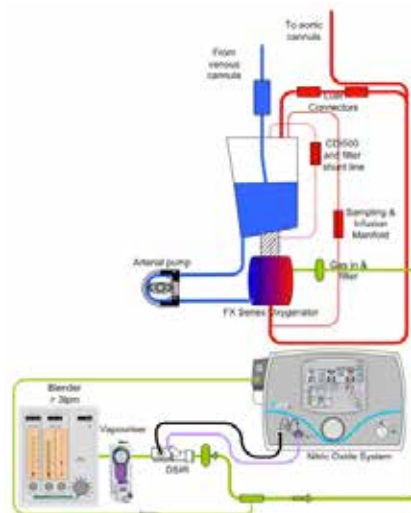 To aortic
cannula
From
venous
cannula
Luer
Connectors
CDI500
and filter
shunt line
Sampling &
Infusion
Manifold
Arterial pump
Gas in &
filter
FX Series Oxygenator
Blender
Vaporiser
DSIR
Nitric Oxide System